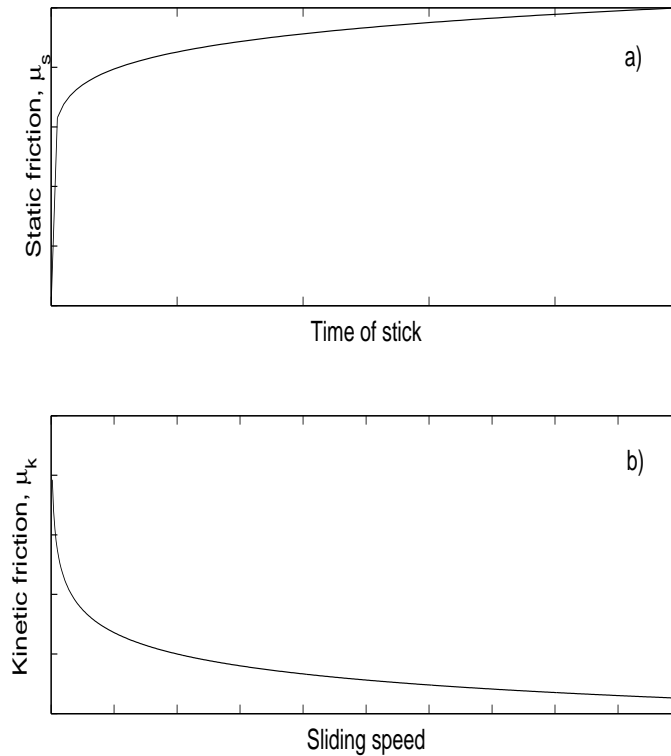 Static friction, μs
a)
Time of stick
Kinetic friction, μk
b)
Sliding speed